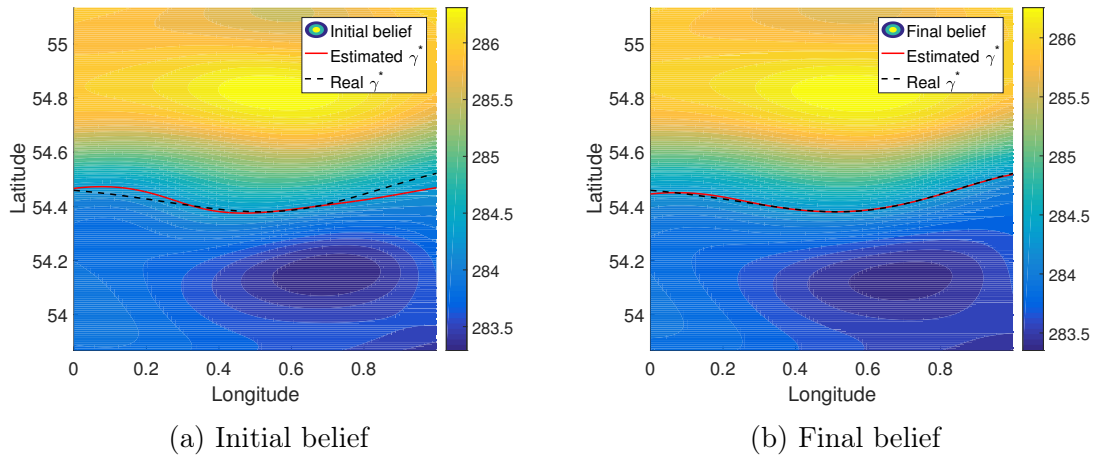 Initial belief
Estimated γ*
Real γ*
55
54.8
54.6
54.4
54.2
54
Latitude
0 0.2 0.4 0.6 0.8
Longitude
286
285.5
285
284.5
284
283.5
(a) Initial belief
Final belief
Estimated γ*
Real γ*
55
54.8
54.6
54.4
54.2
54
Latitude
0 0.2 0.4 0.6 0.8
Longitude
286
285.5
285
284.5
284
283.5
(b) Final belief